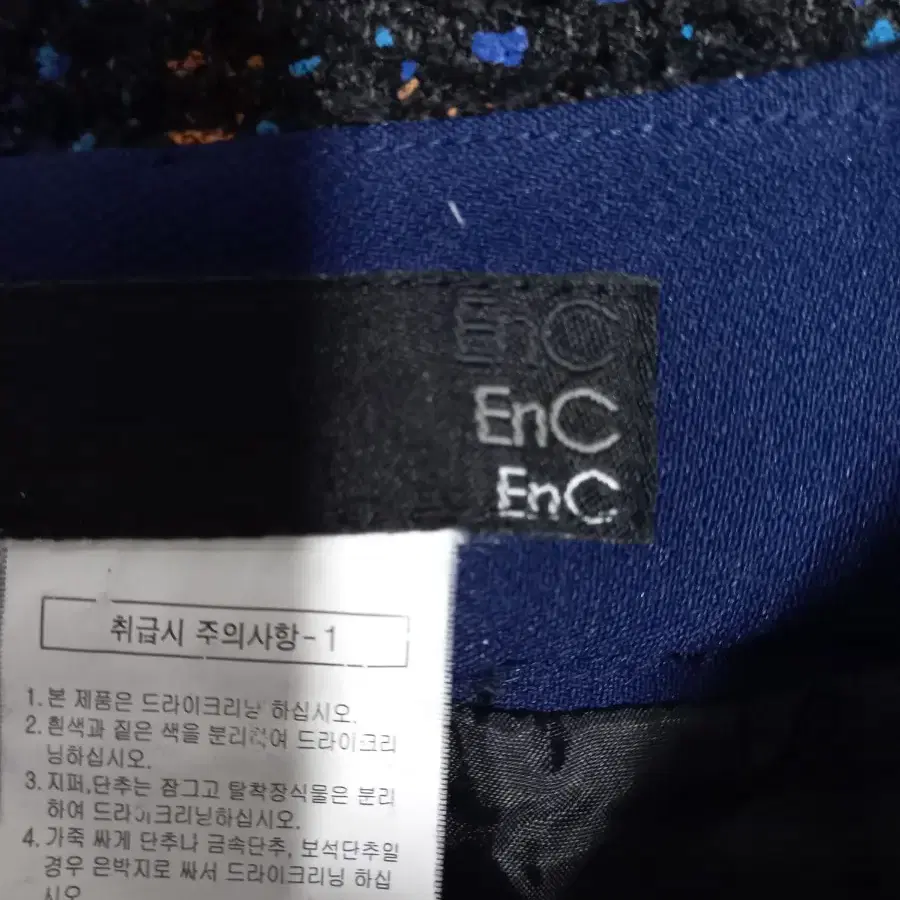 EnC
EnC
EnC
취급시 주의사항-1
1. 본 제품은 드라이크리닝 하십시오.
2. 흰색과 짙은 색을 분리하여 드라이크리
닝하십시오.
3. 지퍼,단추는 잠그고 탈착장식물은 분리
하여 드라이크리닝하십시오.
4. 가죽 싸게 단추나 금속단추, 보석단추일
경우 은박지로 싸서 드라이크리닝 하십
시오